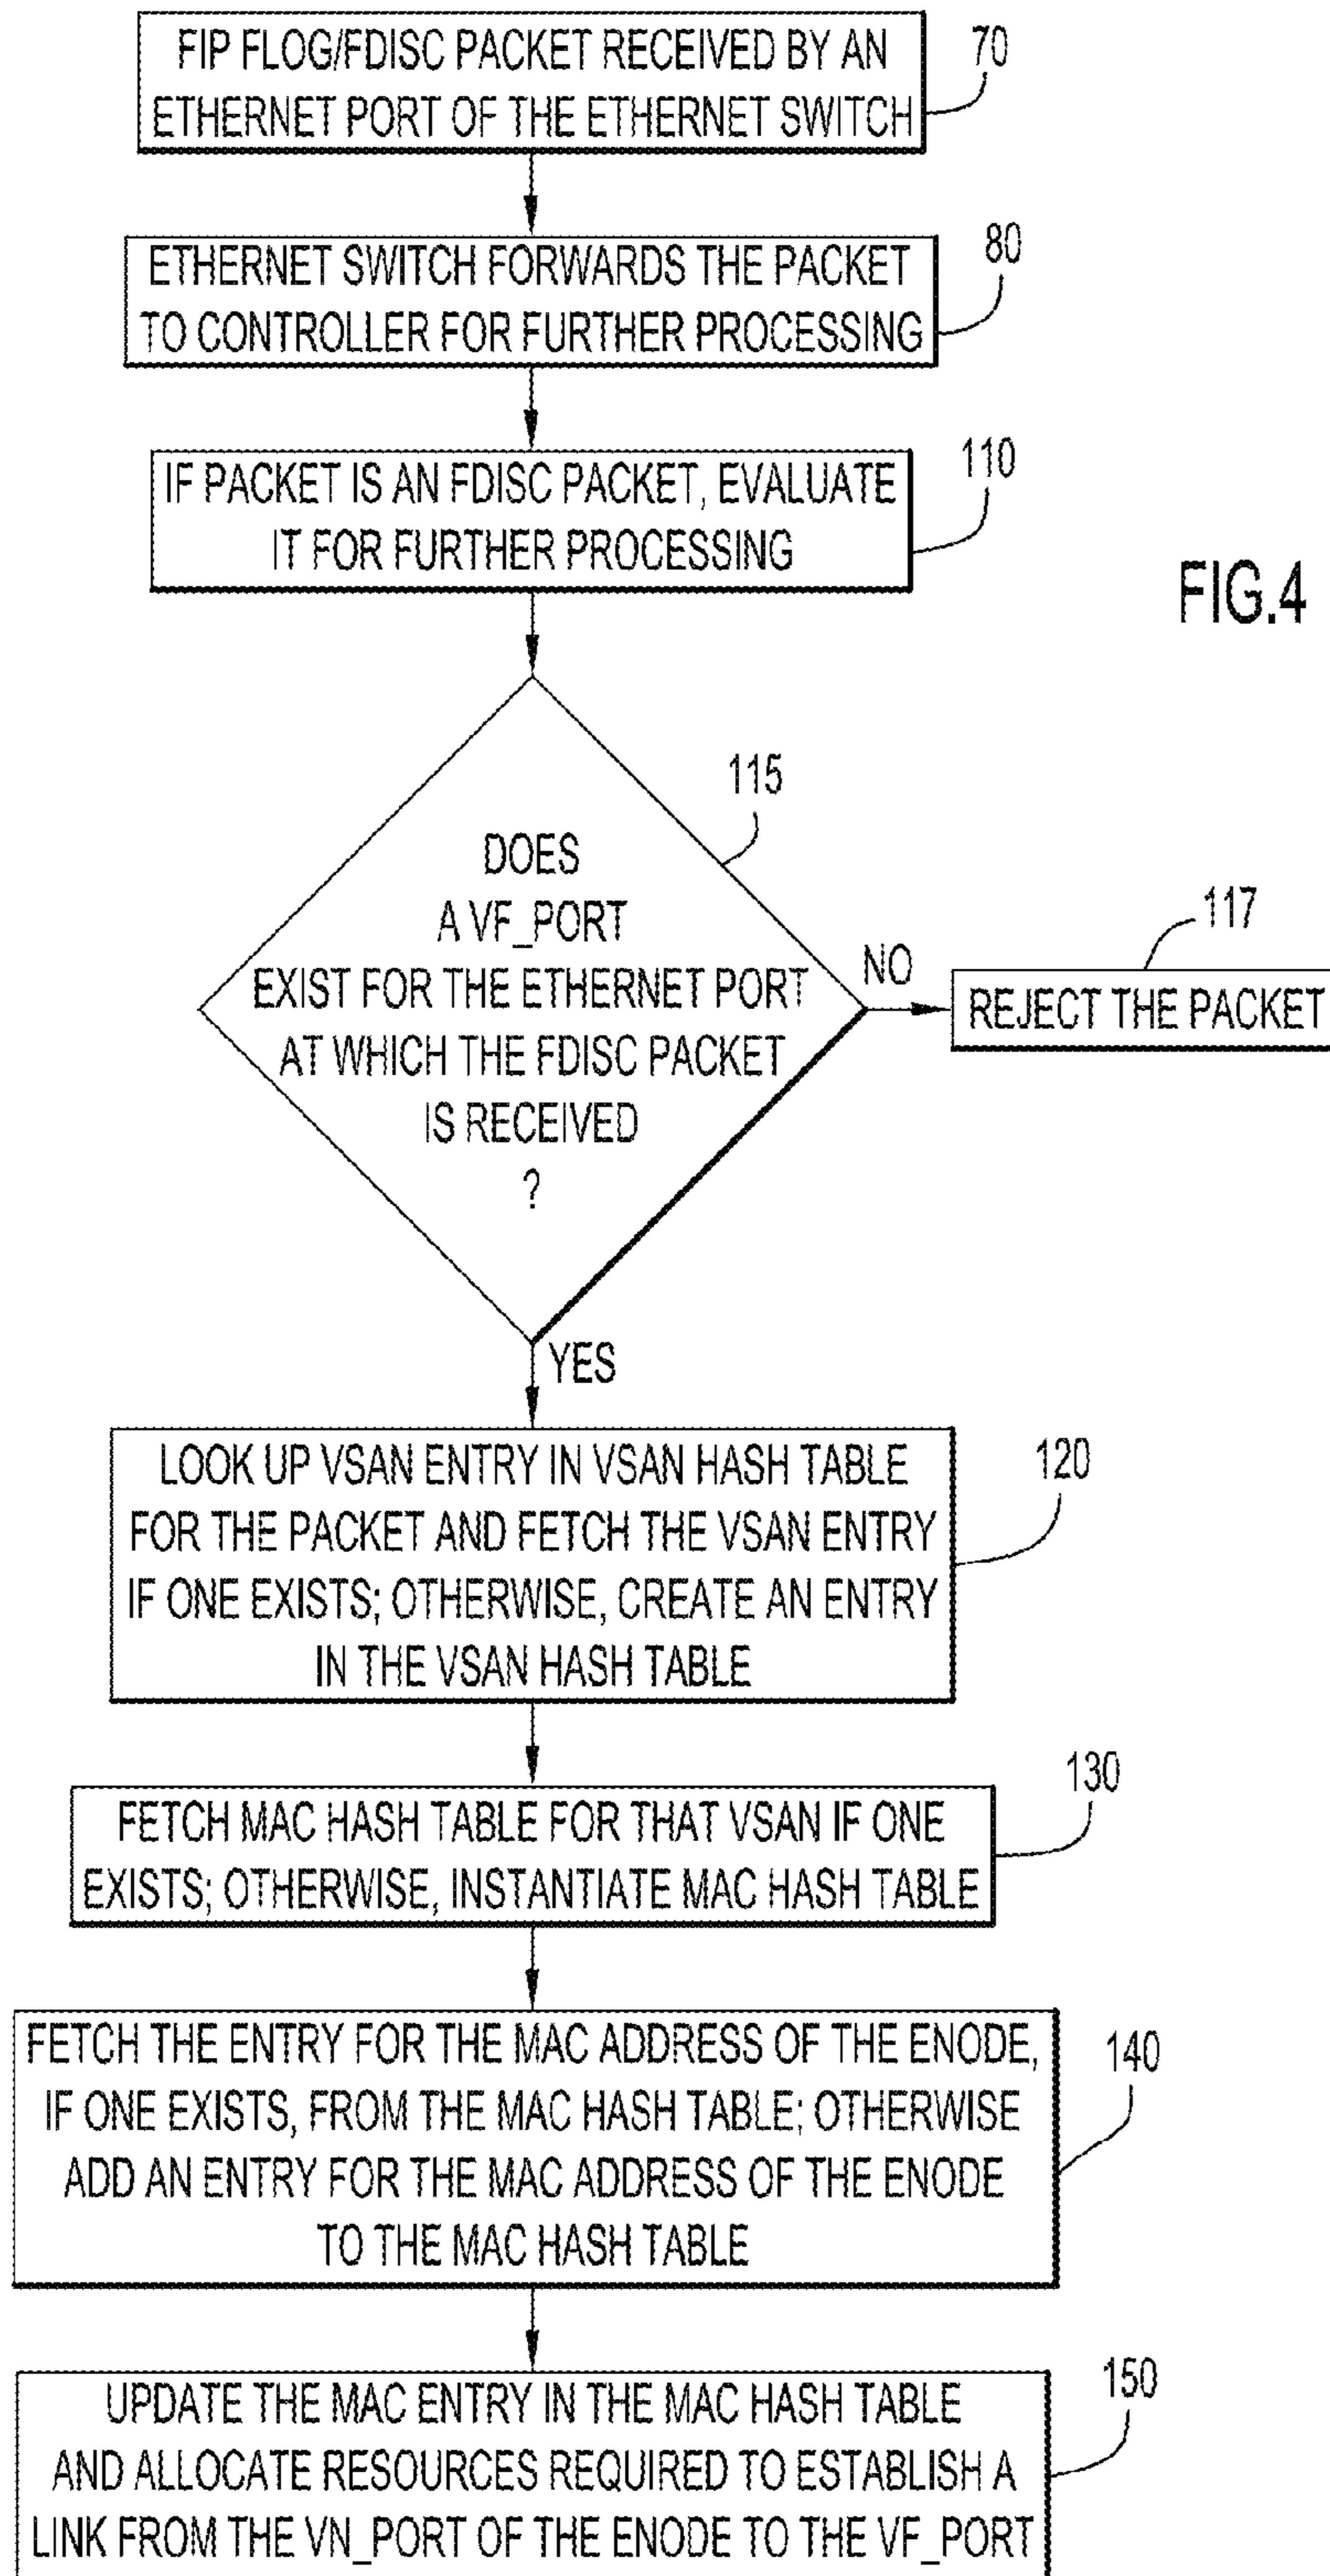 FIP FLOG/FDISC PACKET RECEIVED BY AN
ETHERNET PORT OF THE ETHERNET SWITCH
70
ETHERNET SWITCH FORWARDS THE PACKET
TO CONTROLLER FOR FURTHER PROCESSING
80
IF PACKET IS AN FDISC PACKET, EVALUATE
IT FOR FURTHER PROCESSING
110
FIG.4
DOES
A VF_PORT
EXIST FOR THE ETHERNET PORT
AT WHICH THE FDISC PACKET
IS RECEIVED
?
115
NO
REJECT THE PACKET
117
YES
LOOK UP VSAN ENTRY IN VSAN HASH TABLE
FOR THE PACKET AND FETCH THE VSAN ENTRY
IF ONE EXISTS; OTHERWISE, CREATE AN ENTRY
IN THE VSAN HASH TABLE
120
FETCH MAC HASH TABLE FOR THAT VSAN IF ONE
EXISTS; OTHERWISE, INSTANTIATE MAC HASH TABLE
130
FETCH THE ENTRY FOR THE MAC ADDRESS OF THE ENODE,
IF ONE EXISTS, FROM THE MAC HASH TABLE; OTHERWISE
ADD AN ENTRY FOR THE MAC ADDRESS OF THE ENODE
TO THE MAC HASH TABLE
140
UPDATE THE MAC ENTRY IN THE MAC HASH TABLE
AND ALLOCATE RESOURCES REQUIRED TO ESTABLISH A
LINK FROM THE VN_PORT OF THE ENODE TO THE VF_PORT
150